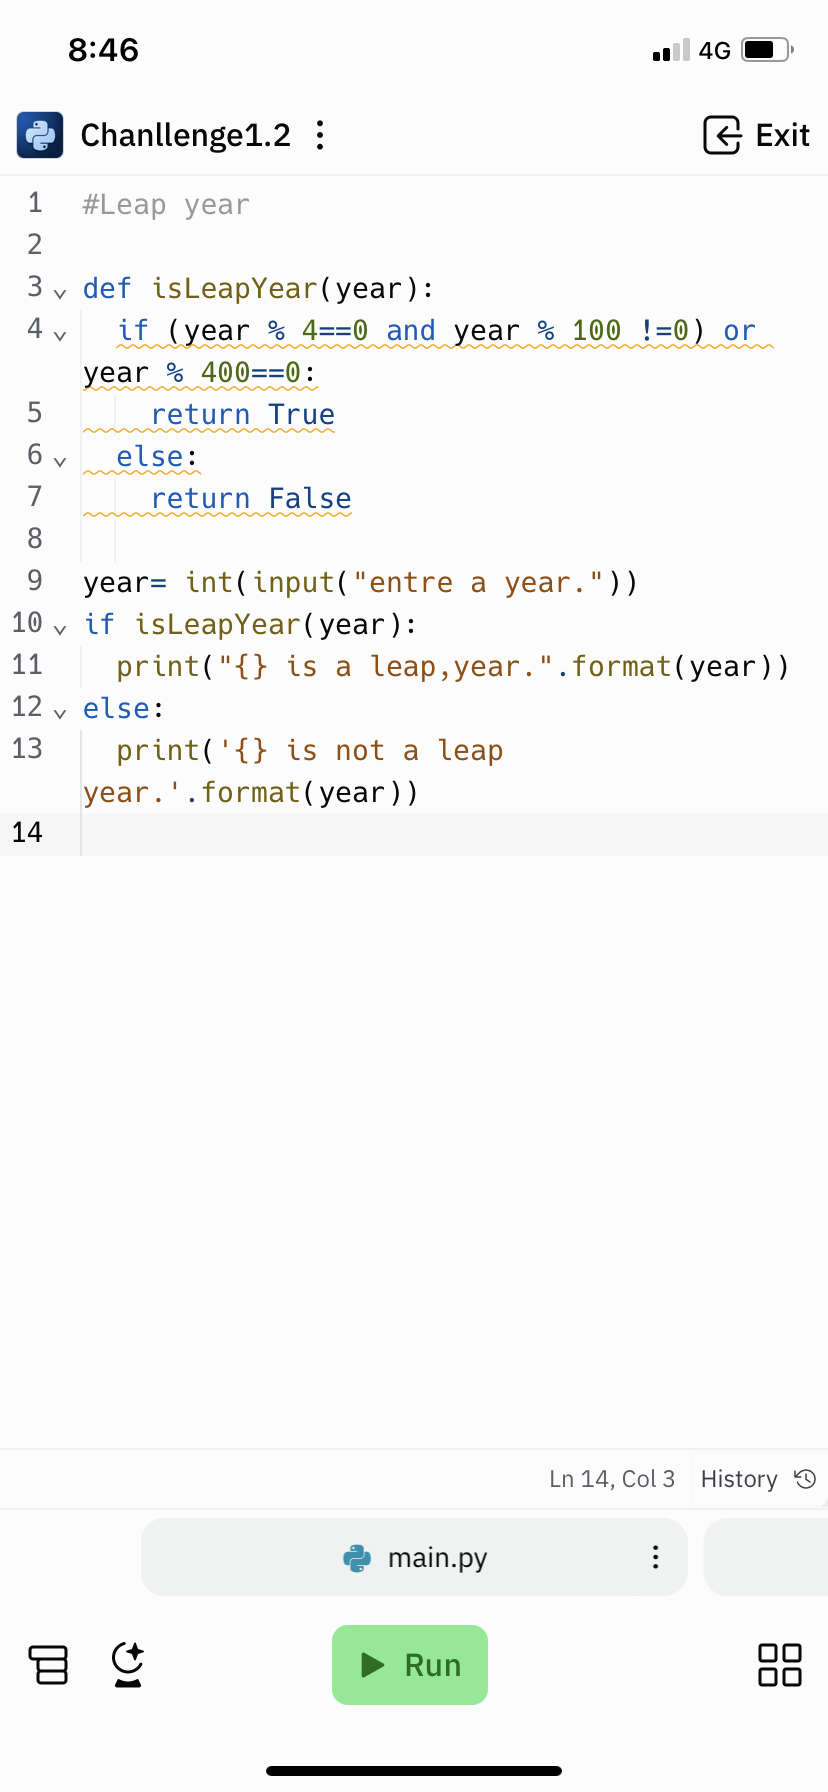 8:46
4G
Chanllenge1.2
Exit
1 #Leap year
2
3 def isLeapYear(year):
4 if (year % 4==0 and year % 100 !=0) or
year % 400==0:
5 return True
6 else:
7 return False
8
9 year= int(input("entre a year."))
10 if isLeapYear(year):
11 print("{} is a leap,year.".format(year))
12 else:
13 print('{} is not a leap
year.'.format(year))
14
Ln 14, Col 3 History
main.py
Run